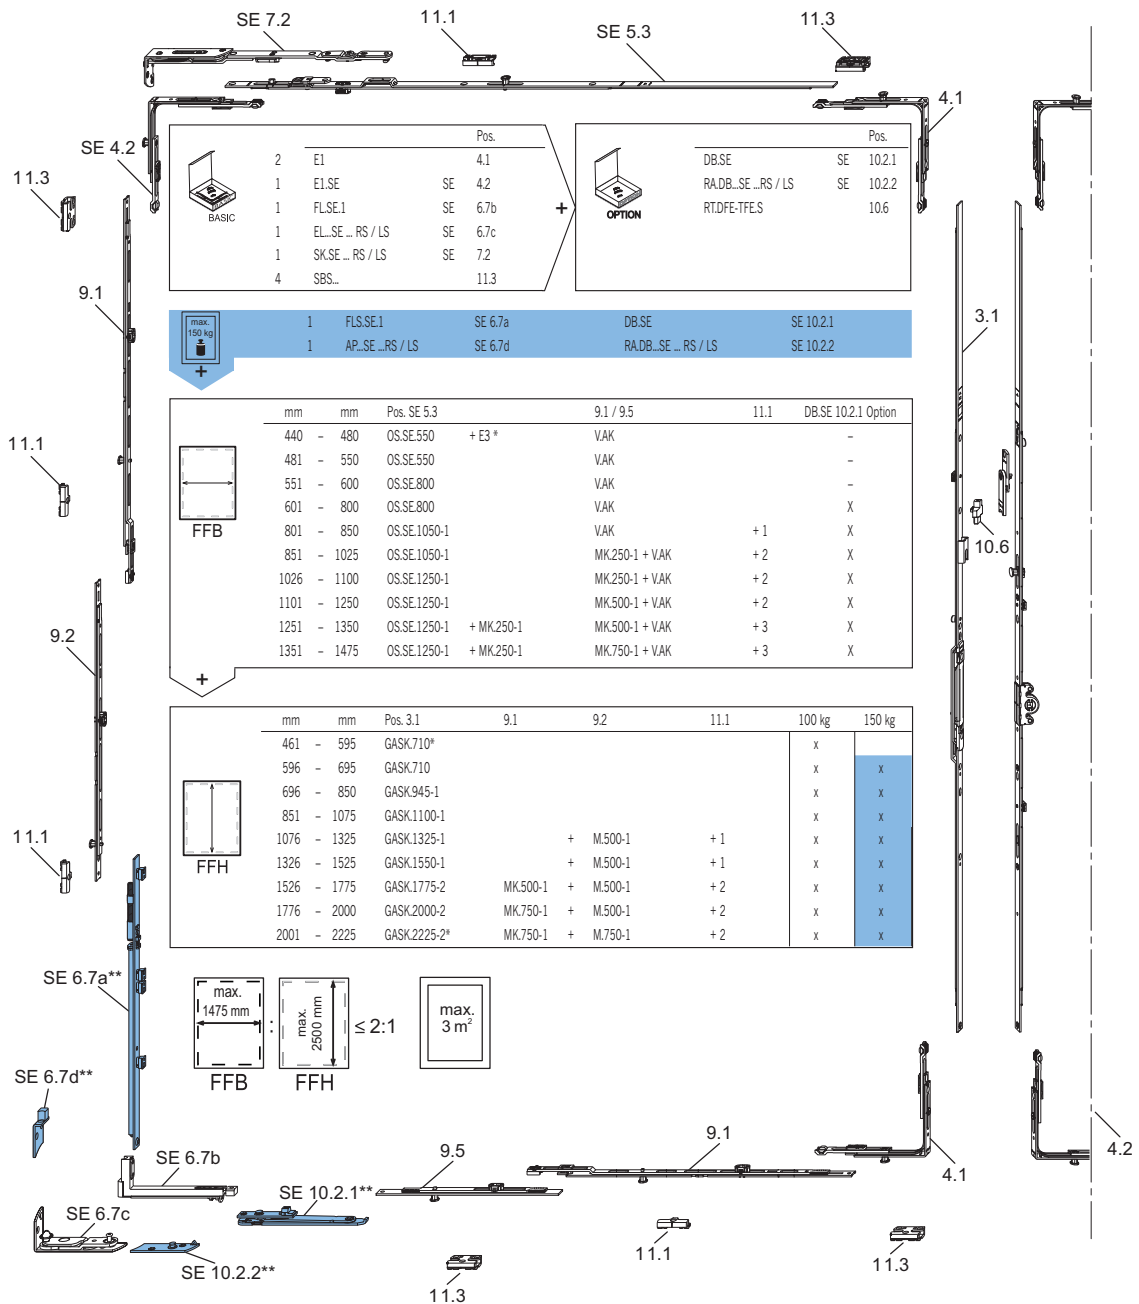 SE 7.2
11.1
SE 5.3
11.3
4.1
SE 4.2
11.3
Pos.
2 E1 4.1
1 E1.SE SE 4.2
1 FL.SE.1 SE 6.7b
1 EL...SE ... RS / LS SE 6.7c
1 SK.SE ... RS / LS SE 7.2
4 SBS... 11.3
BASIC
+
Pos.
DB.SE SE 10.2.1
RA.DB...SE ...RS / LS SE 10.2.2
RT.DFE-TFE.S 10.6
OPTION
9.1
3.1
max.
150 kg
+
1 FLS.SE.1 SE 6.7a DB.SE SE 10.2.1
1 AP...SE ...RS / LS SE 6.7d RA.DB...SE ... RS / LS SE 10.2.2
mm mm Pos. SE 5.3 9.1 / 9.5 11.1 DB.SE 10.2.1 Option
440 – 480 OS.SE.550 + E3 * V.AK –
481 – 550 OS.SE.550 V.AK –
551 – 600 OS.SE.800 V.AK –
601 – 800 OS.SE.800 V.AK X
801 – 850 OS.SE.1050-1 V.AK + 1 X
851 – 1025 OS.SE.1050-1 MK.250-1 + V.AK + 2 X
1026 – 1100 OS.SE.1250-1 MK.250-1 + V.AK + 2 X
1101 – 1250 OS.SE.1250-1 MK.500-1 + V.AK + 2 X
1251 – 1350 OS.SE.1250-1 + MK.250-1 MK.500-1 + V.AK + 3 X
1351 – 1475 OS.SE.1250-1 + MK.250-1 MK.750-1 + V.AK + 3 X
FFB
+
11.1
10.6
9.2
mm mm Pos. 3.1 9.1 9.2 11.1 100 kg 150 kg
461 – 595 GASK.710* x
596 – 695 GASK.710 x x
696 – 850 GASK.945-1 x x
851 – 1075 GASK.1100-1 x x
1076 – 1325 GASK.1325-1 + M.500-1 + 1 x x
1326 – 1525 GASK.1550-1 + M.500-1 + 1 x x
1526 – 1775 GASK.1775-2 MK.500-1 + M.500-1 + 2 x x
1776 – 2000 GASK.2000-2 MK.750-1 + M.500-1 + 2 x x
2001 – 2225 GASK.2225-2* MK.750-1 + M.750-1 + 2 x x
FFH
11.1
SE 6.7a**
max.
1475 mm
FFB
:
max.
2500 mm
FFH
≤ 2:1
max.
3 m²
SE 6.7d**
SE 6.7b
9.5
9.1
4.1
4.2
SE 10.2.1**
SE 6.7c
SE 10.2.2**
11.3
11.1
11.3